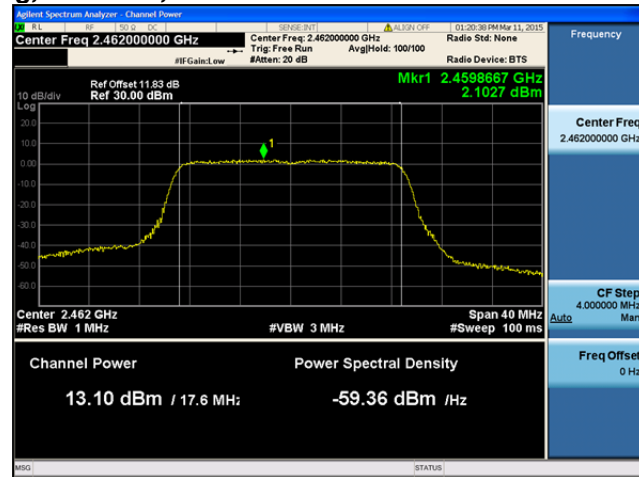 Agilent Spectrum Analyzer - Channel Power
RL RF 50 Ω DC SENSE:INT ALIGN OFF 01:20:38 PM Mar 11, 2015
Center Freq 2.462000000 GHz
Center Freq: 2.462000000 GHz
Radio Std: None
Trig: Free Run Avg|Hold: 100/100
#IFGain:Low #Atten: 20 dB Radio Device: BTS
Frequency
Mkr1 2.4598667 GHz
2.1027 dBm
Ref Offset 11.83 dB
10 dB/div Ref 30.00 dBm
Log
20.0
10.0
1
0.00
-10.0
-20.0
-30.0
-40.0
-50.0
-60.0
Center 2.462 GHz Span 40 MHz
#Res BW 1 MHz #VBW 3 MHz #Sweep 100 ms
Channel Power Power Spectral Density
13.10 dBm / 17.6 MHz -59.36 dBm /Hz
Center Freq
2.462000000 GHz
CF Step
4.000000 MHz
Auto Man
Freq Offset
0 Hz
MSG STATUS